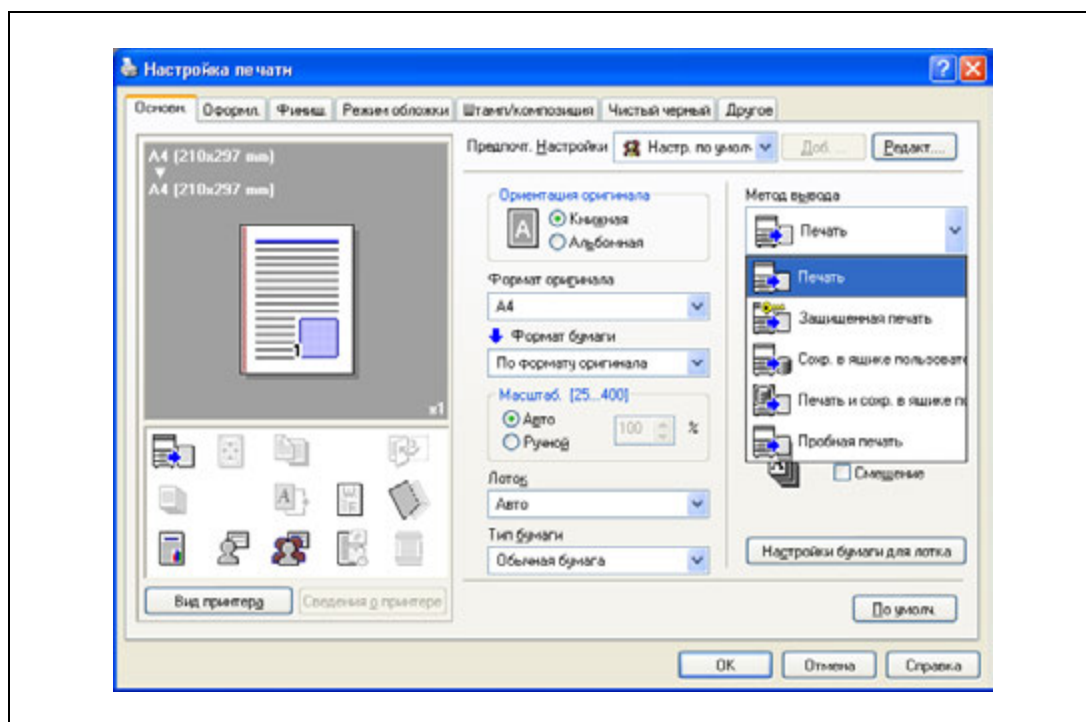 Настройка печати
Основн. Оформл. Финиш. Режим обложки Штамп/композиция Чистый черный Другое
A4 (210x297 mm)
A4 (210x297 mm)
1
x1
Вид принтера Сведения о принтере
Предпочт. Настройки Настр. по умолч Доб. ... Редакт....
Ориентация оригинала
A
Книжная
Альбомная
Формат оригинала
A4
Формат бумаги
По формату оригинала
Масштаб. [25...400]
Авто
Ручной
100 %
Лоток
Авто
Тип бумаги
Обычная бумага
Метод вывода
Печать
Печать
Защищенная печать
Сохр. в ящике пользоват
Печать и сохр. в ящике п
Пробная печать
Смещение
Настройки бумаги для лотка
По умолч.
OK Отмена Справка